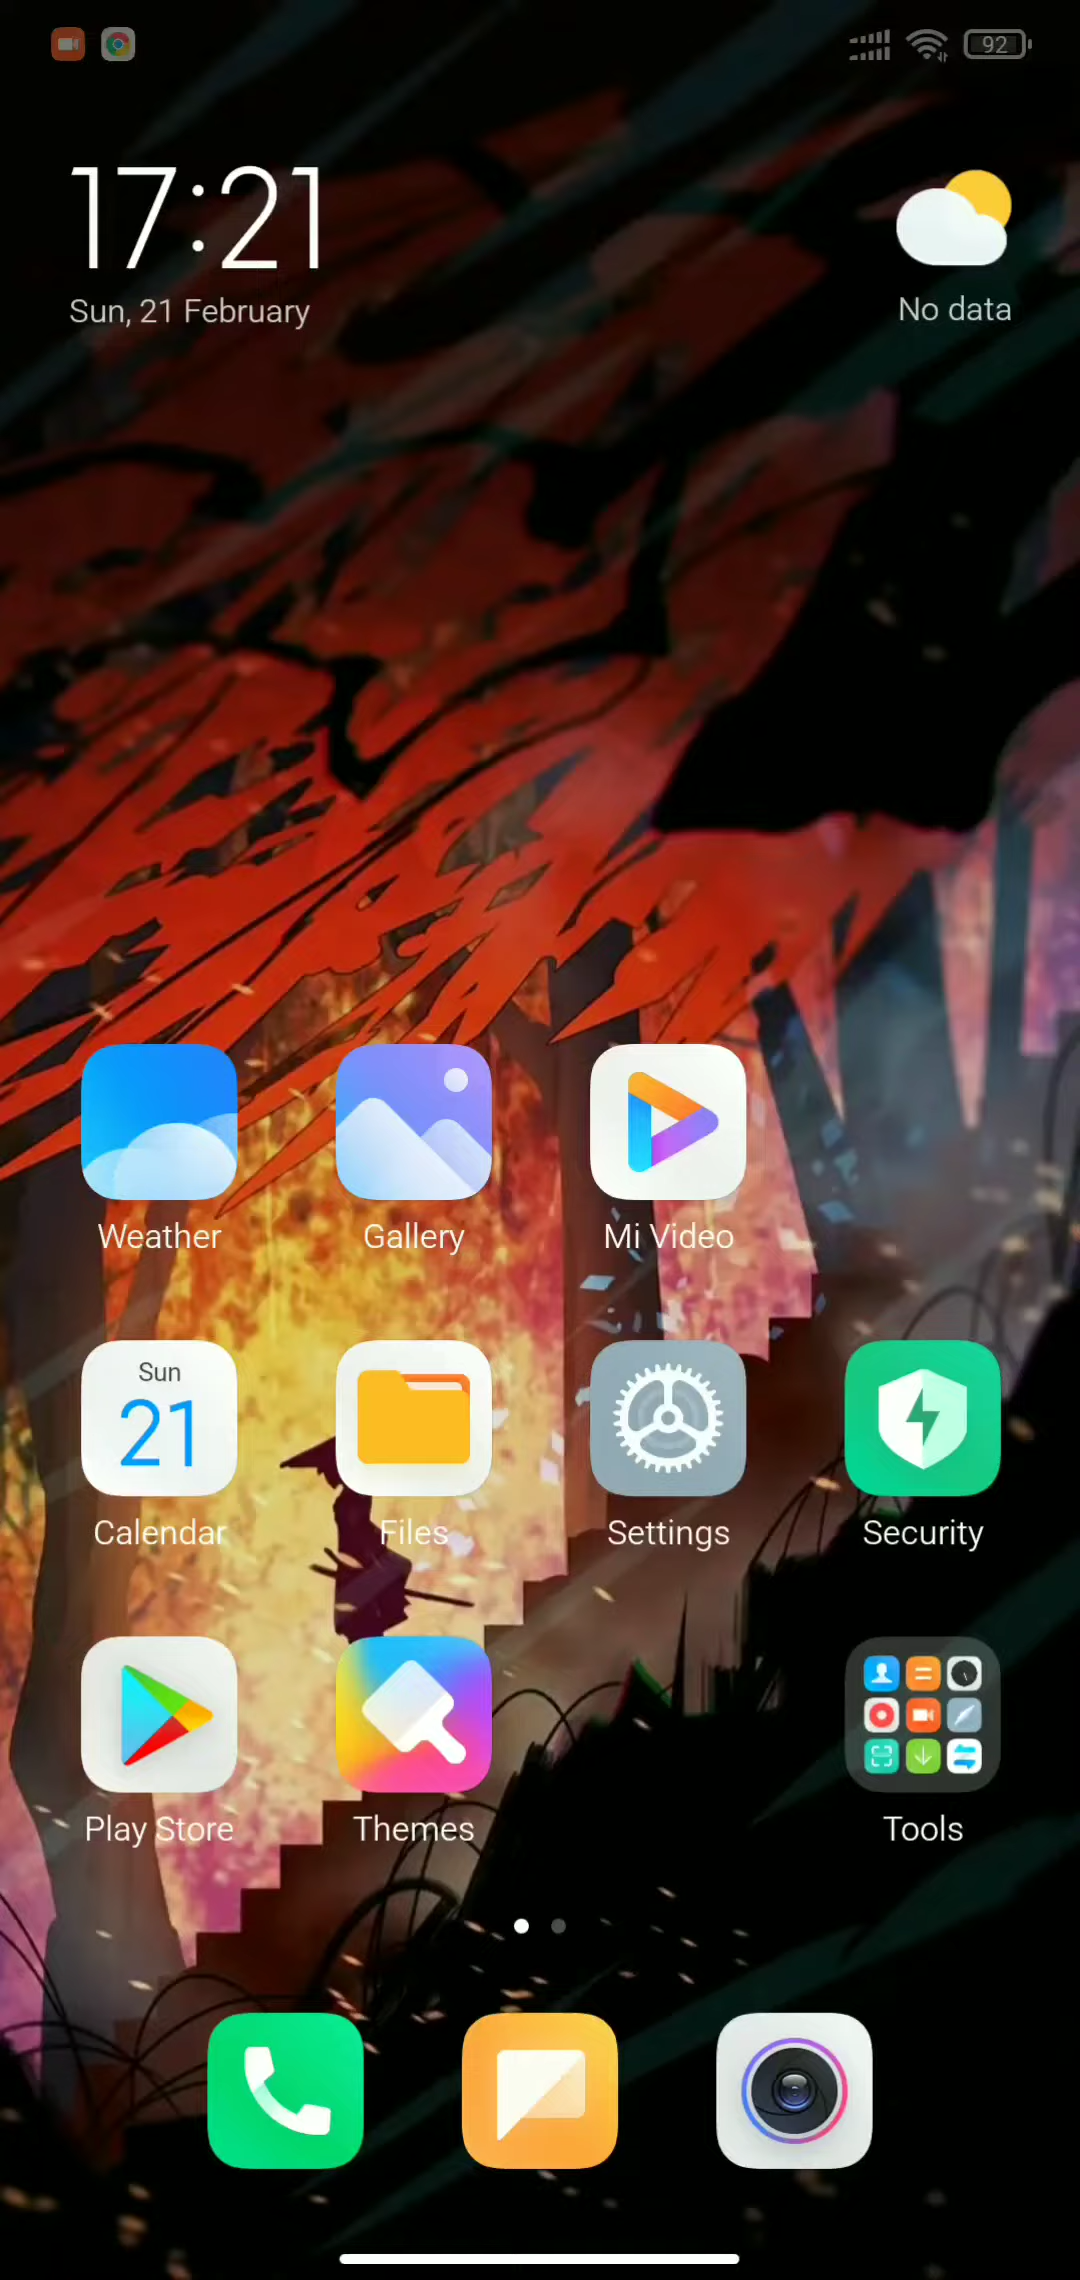 92
17:21
Sun, 21 February
No data
Weather
Gallery
Mi Video
Sun
21
Calendar
Files
Settings
Security
Play Store
Themes
Tools